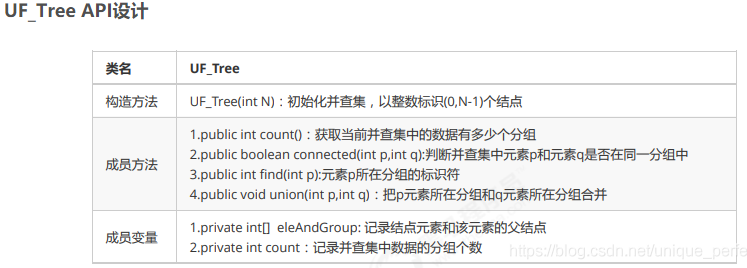 UF_Tree API设计
类名 UF_Tree
构造方法 UF_Tree(int N)：初始化并查集，以整数标识(0,N-1)个结点
1.public int count()：获取当前并查集中的数据有多少个分组
2.public boolean connected(int p,int q):判断并查集中元素p和元素q是否在同一分组中
成员方法
3.public int find(int p):元素p所在分组的标识符
4.public void union(int p,int q)：把p元素所在分组和q元素所在分组合并
1.private int[] eleAndGroup: 记录结点元素和该元素的父结点
成员变量
2.private int count：记录并查集中数据的分组个数
https://blog.csdn.net/unique_perfe